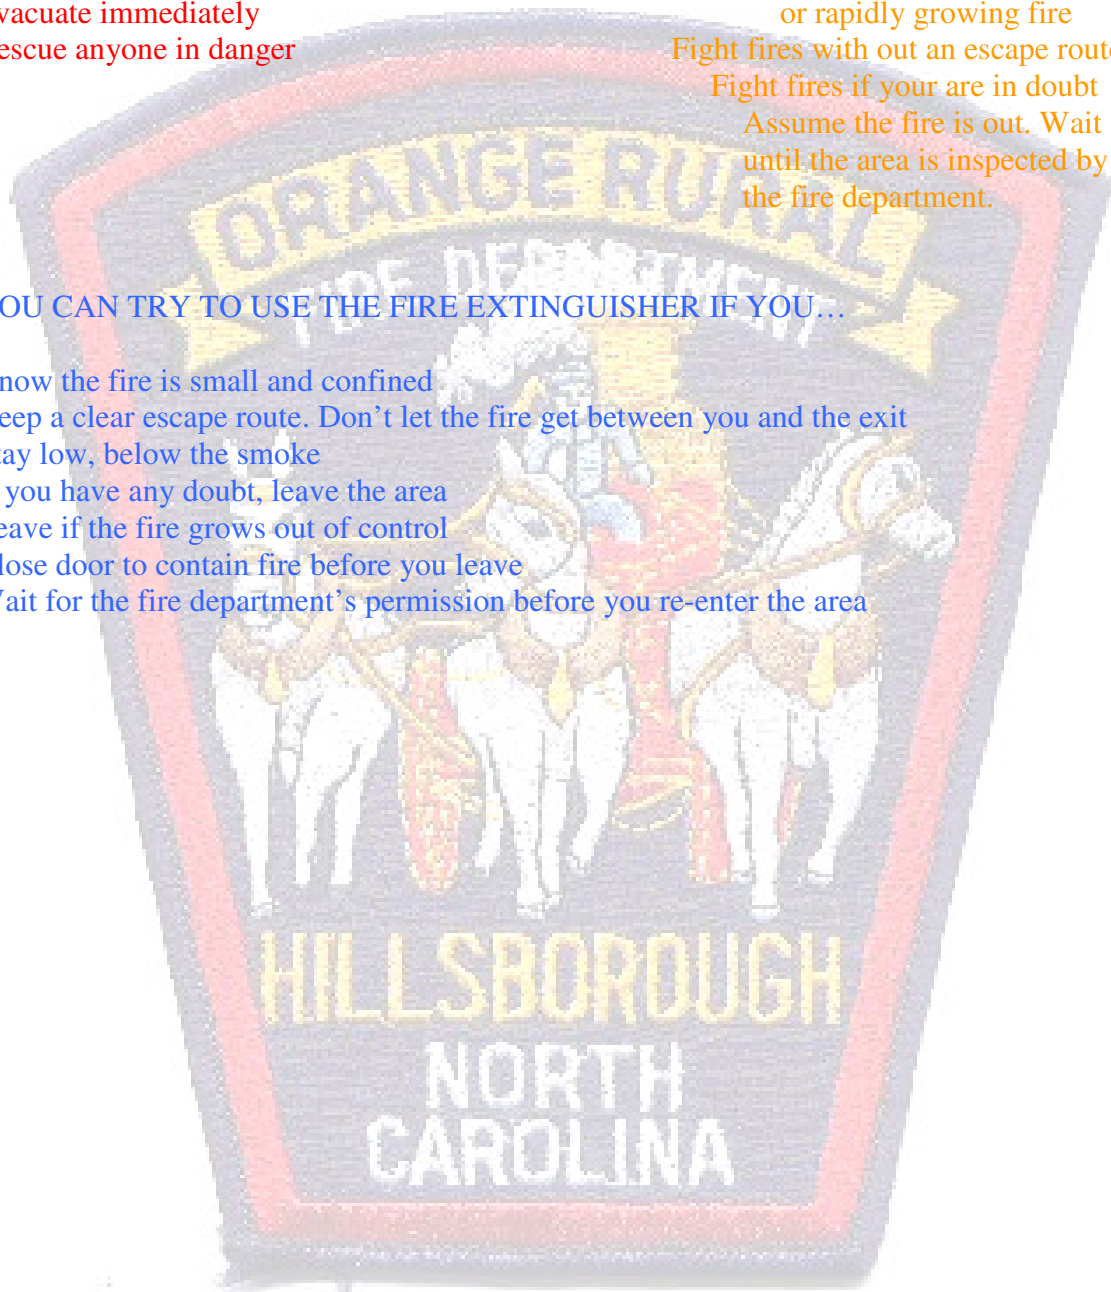 vacuate immediately
escue anyone in danger
or rapidly growing fire
Fight fires with out an escape route
Fight fires if your are in doubt
Assume the fire is out. Wait
until the area is inspected by
the fire department.
ORANGE RURAL
FIRE DEPARTMENT
OU CAN TRY TO USE THE FIRE EXTINGUISHER IF YOU…
now the fire is small and confined
eep a clear escape route. Don’t let the fire get between you and the exit
tay low, below the smoke
you have any doubt, leave the area
eave if the fire grows out of control
lose door to contain fire before you leave
Wait for the fire department’s permission before you re-enter the area
HILLSBOROUGH
NORTH
CAROLINA